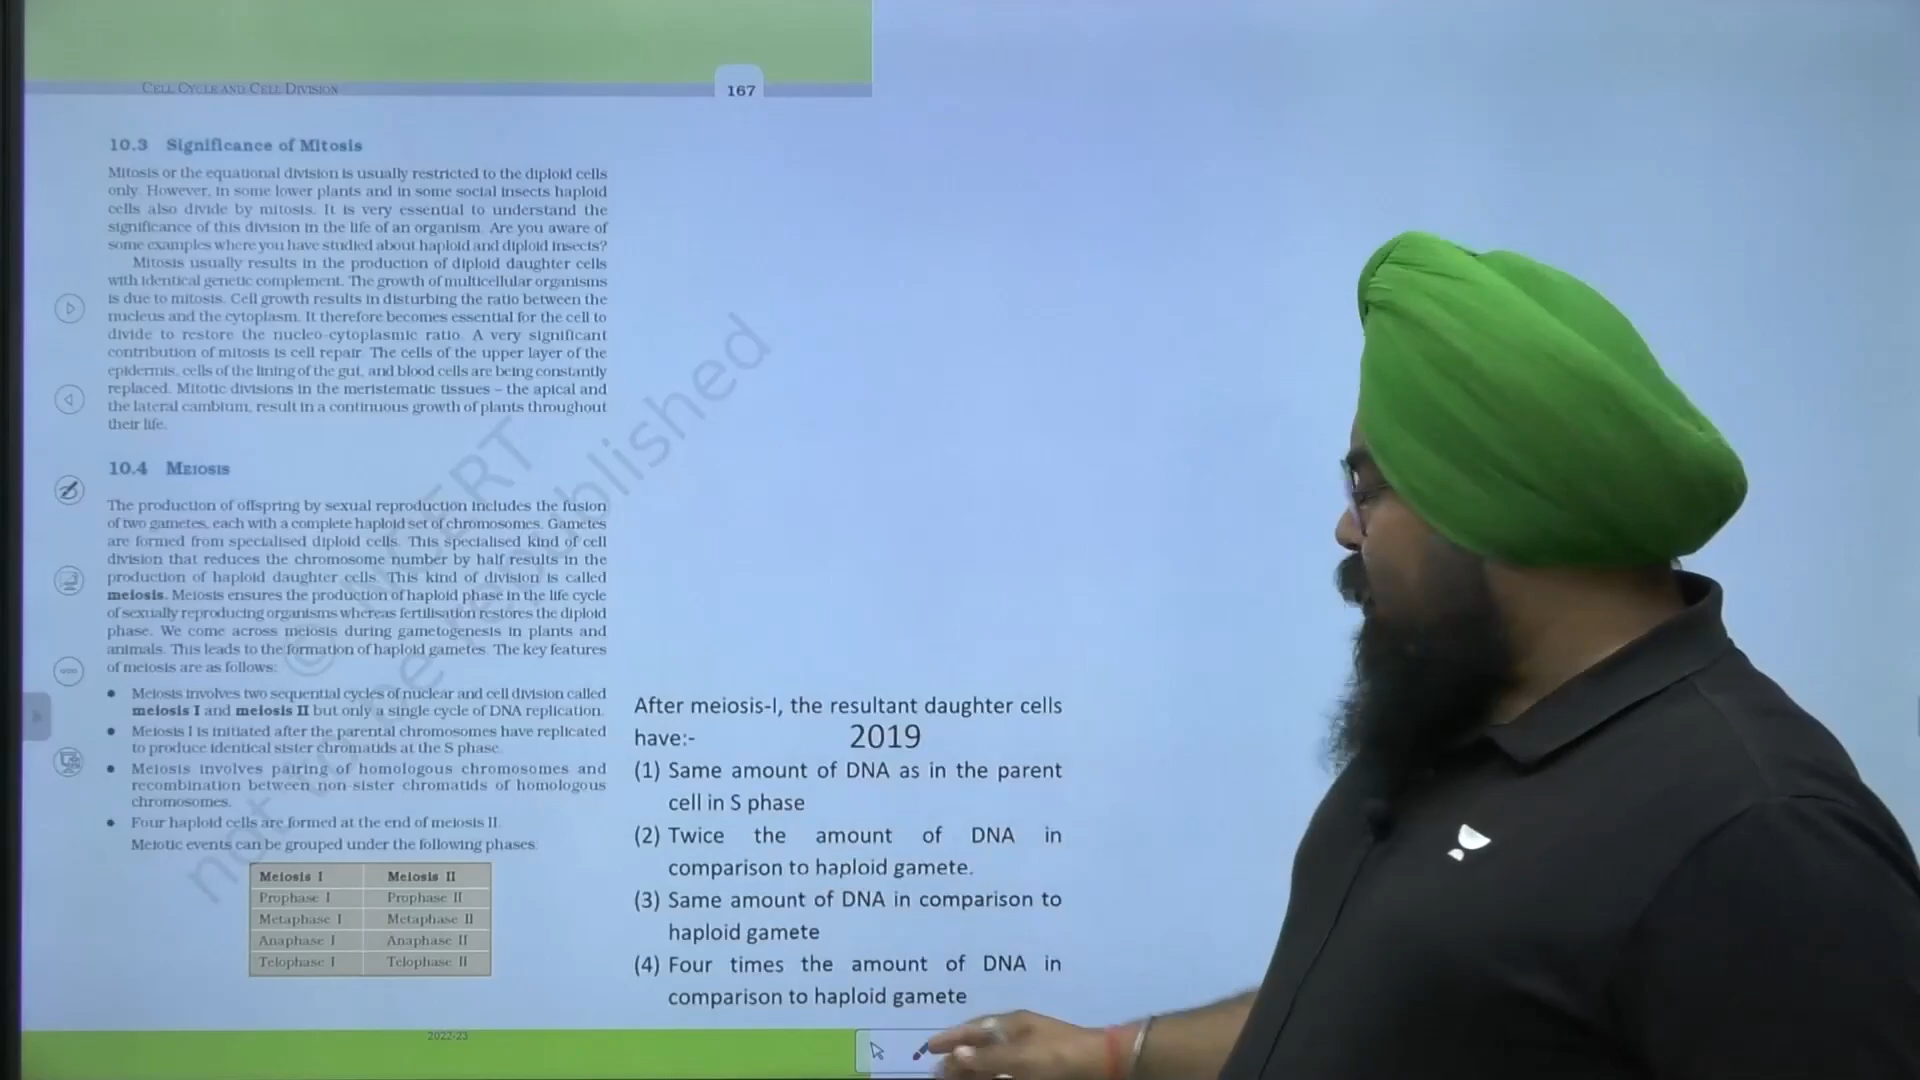 CELL CYCLE AND CELL DIVISION
167
10.3 Significance of Mitosis
Mitosis or the equational division is usually restricted to the diploid cells
only. However, in some lower plants and in some social insects haploid
cells also divide by mitosis. It is very essential to understand the
significance of this division in the life of an organism. Are you aware of
some examples where you have studied about haploid and diploid insects?
Mitosis usually results in the production of diploid daughter cells
with identical genetic complement. The growth of multicellular organisms
is due to mitosis. Cell growth results in disturbing the ratio between the
nucleus and the cytoplasm. It therefore becomes essential for the cell to
divide to restore the nucleo-cytoplasmic ratio. A very significant
contribution of mitosis is cell repair. The cells of the upper layer of the
epidermis, cells of the lining of the gut, and blood cells are being constantly
replaced. Mitotic divisions in the meristematic tissues – the apical and
the lateral cambium, result in a continuous growth of plants throughout
their life.
10.4 MEIOSIS
The production of offspring by sexual reproduction includes the fusion
of two gametes, each with a complete haploid set of chromosomes. Gametes
are formed from specialised diploid cells. This specialised kind of cell
division that reduces the chromosome number by half results in the
production of haploid daughter cells. This kind of division is called
meiosis. Meiosis ensures the production of haploid phase in the life cycle
of sexually reproducing organisms whereas fertilisation restores the diploid
phase. We come across meiosis during gametogenesis in plants and
animals. This leads to the formation of haploid gametes. The key features
of meiosis are as follows:
• Meiosis involves two sequential cycles of nuclear and cell division called
meiosis I and meiosis II but only a single cycle of DNA replication.
• Meiosis I is initiated after the parental chromosomes have replicated
to produce identical sister chromatids at the S phase.
• Meiosis involves pairing of homologous chromosomes and
recombination between non-sister chromatids of homologous
chromosomes.
• Four haploid cells are formed at the end of meiosis II.
Meiotic events can be grouped under the following phases:
Meiosis I Meiosis II
Prophase I Prophase II
Metaphase I Metaphase II
Anaphase I Anaphase II
Telophase I Telophase II
2022-23
© NCERT
not to be republished
After meiosis-I, the resultant daughter cells
have:- 2019
(1) Same amount of DNA as in the parent
cell in S phase
(2) Twice the amount of DNA in
comparison to haploid gamete.
(3) Same amount of DNA in comparison to
haploid gamete
(4) Four times the amount of DNA in
comparison to haploid gamete